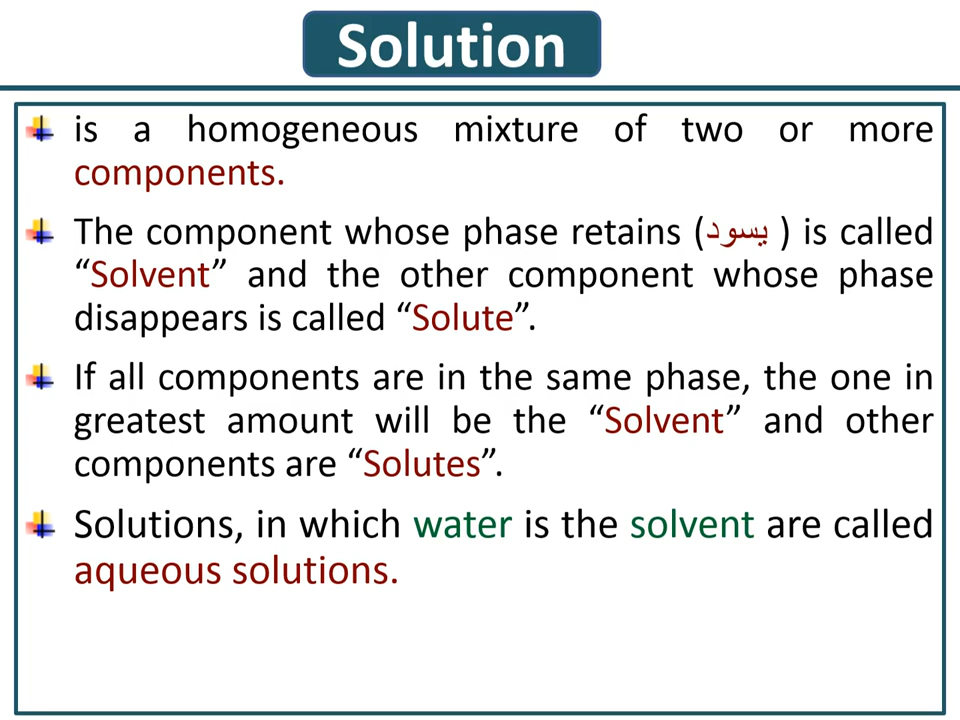 Solution
is a homogeneous mixture of two or more
components.
The component whose phase retains (يسود ) is called
“Solvent” and the other component whose phase
disappears is called “Solute”.
If all components are in the same phase, the one in
greatest amount will be the “Solvent” and other
components are “Solutes”.
Solutions, in which water is the solvent are called
aqueous solutions.